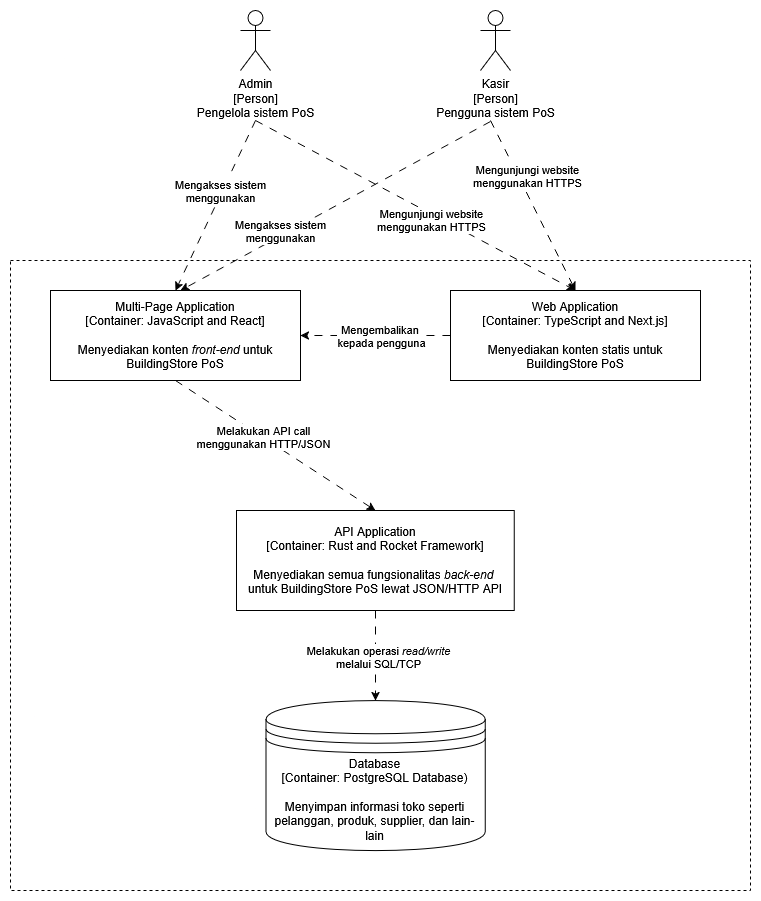 Admin
[Person]
Pengelola sistem PoS
Kasir
[Person]
Pengguna sistem PoS
Mengakses sistem
menggunakan
Mengunjungi website
menggunakan HTTPS
Mengakses sistem
menggunakan
Mengunjungi website
menggunakan HTTPS
Multi-Page Application
[Container: JavaScript and React]
Menyediakan konten front-end untuk
BuildingStore PoS
Mengembalikan
kepada pengguna
Web Application
[Container: TypeScript and Next.js]
Menyediakan konten statis untuk
BuildingStore PoS
Melakukan API call
menggunakan HTTP/JSON
API Application
[Container: Rust and Rocket Framework]
Menyediakan semua fungsionalitas back-end
untuk BuildingStore PoS lewat JSON/HTTP API
Melakukan operasi read/write
melalui SQL/TCP
Database
[Container: PostgreSQL Database)
Menyimpan informasi toko seperti
pelanggan, produk, supplier, dan lain-
lain